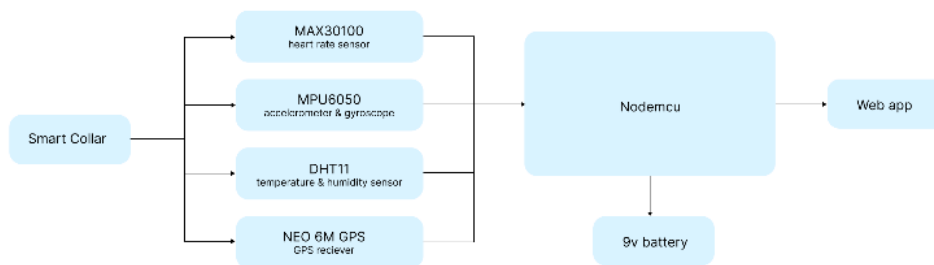 MAX30100
heart rate sensor
MPU6050
accelerometer & gyroscope
Smart Collar
DHT11
temperature & humidity sensor
NEO 6M GPS
GPS reciever
Nodemcu
Web app
9v battery